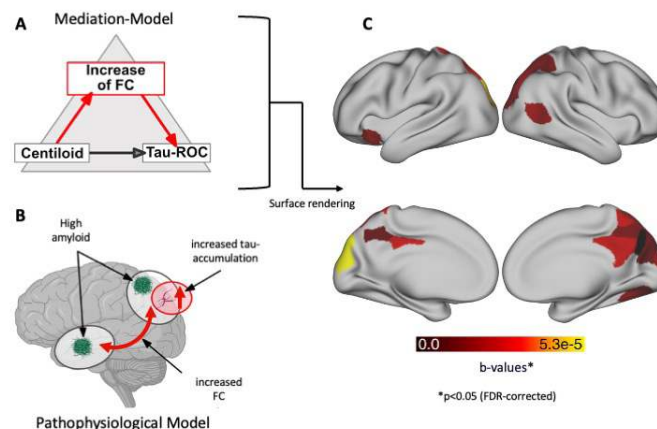 A
Mediation-Model
Increase
of FC
Centiloid
Tau-ROC
B
High
amyloid
increased tau-
accumulation
increased
FC
Pathophysiological Model
Surface rendering
C
0.0
5.3e-5
b-values*
*p<0.05 (FDR-corrected)